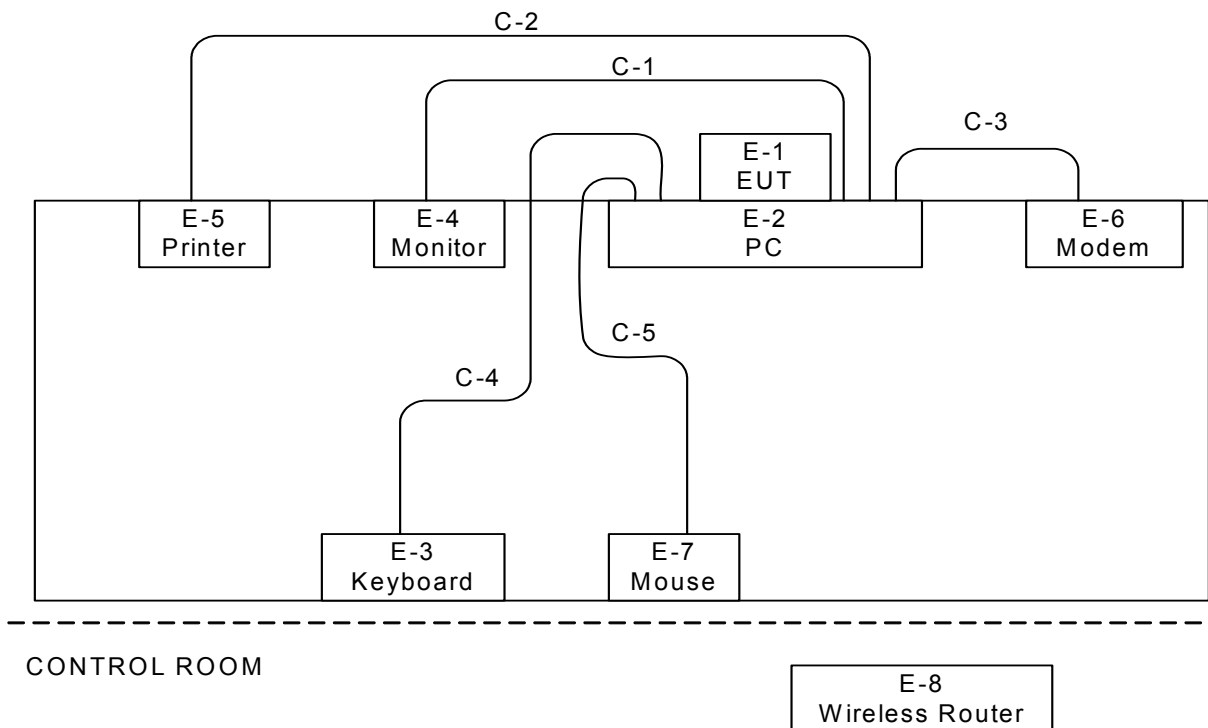 C-2
C-1
C-3
E-1
EUT
E-5
Printer
E-4
Monitor
E-2
PC
E-6
Modem
C-5
C-4
E-3
Keyboard
E-7
Mouse
CONTROL ROOM
E-8
Wireless Router